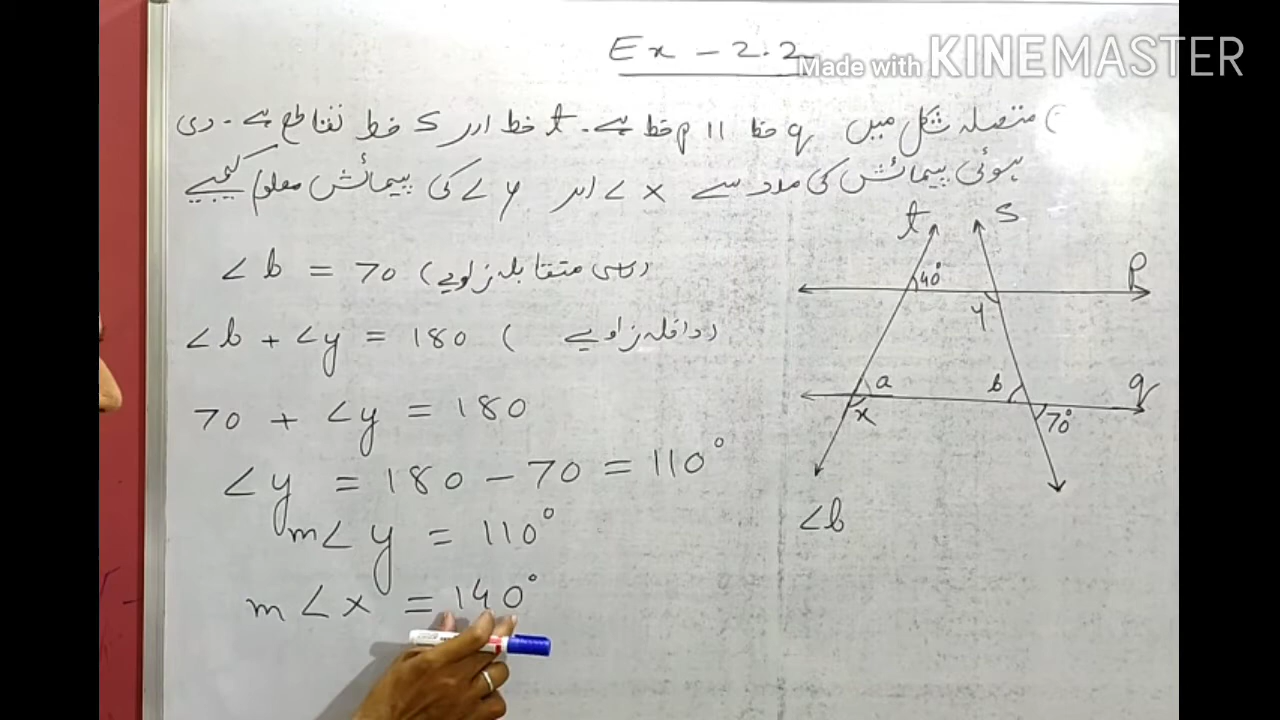 Ex - 2.2
Made with KINEMASTER
متصلہ شکل میں q خط || p خط ہے۔ t خط اور s خط تقاطع ہے۔ دی
ہوئی پیمائش کی مدد سے x ∠ اور y ∠ کی پیمائش معلوم کیجیے
∠b = 70 ( متقابلہ زاویے)
∠b + ∠y = 180 (داخلہ زاویے)
70 + ∠y = 180
∠y = 180 - 70 = 110°
m∠y = 110°
m∠x = 140°
t
s
40°
p
y
a
b
q
x
70°
∠b